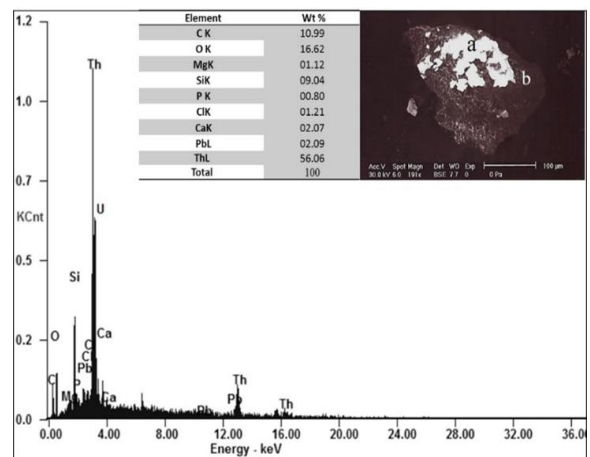 Element Wt %
C K 10.99
O K 16.62
MgK 01.12
SiK 09.04
P K 00.80
ClK 01.21
CaK 02.07
PbL 02.09
ThL 56.06
Total 100
a
b
Acc.V Spot Magn Det WD Exp 100 µm
30.0 kV 6.0 191x BSE 7.7 0 0 Pa
1.2
1.0
0.7
KCnt
0.5
0.2
0.0
Th
U
Si
Ca
O
C
Cl
Pb
P
C
Mg
Ca
Pb
Th
Pb
Th
0.00 4.00 8.00 12.00 16.00 20.00 24.00 28.00 32.00 36.0
Energy - keV